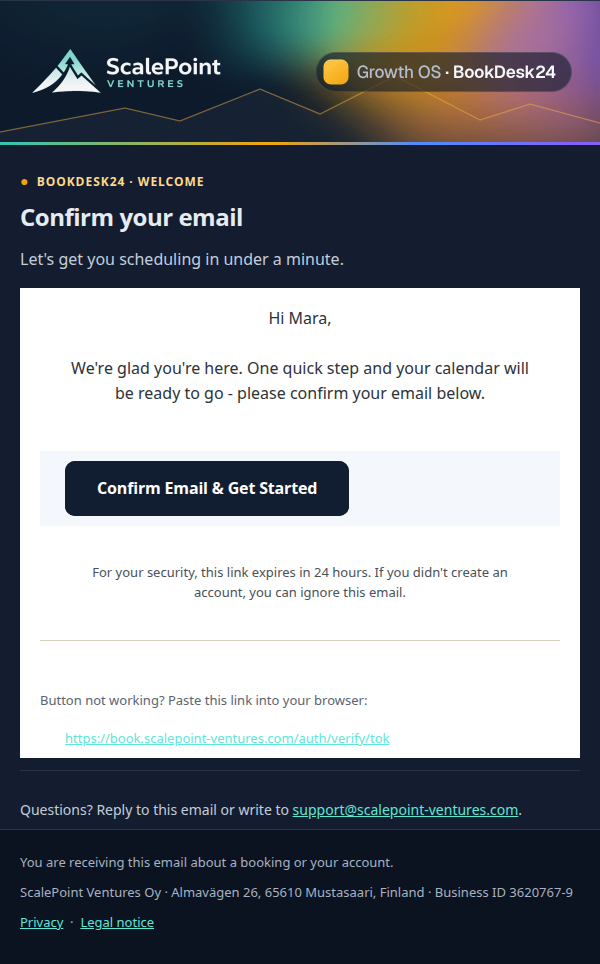 ScalePoint
VENTURES
Growth OS · BookDesk24
BOOKDESK24 · WELCOME
Confirm your email
Let's get you scheduling in under a minute.
Hi Mara,
We're glad you're here. One quick step and your calendar will
be ready to go - please confirm your email below.
Confirm Email & Get Started
For your security, this link expires in 24 hours. If you didn't create an
account, you can ignore this email.
Button not working? Paste this link into your browser:
https://book.scalepoint-ventures.com/auth/verify/tok
Questions? Reply to this email or write to support@scalepoint-ventures.com.
You are receiving this email about a booking or your account.
ScalePoint Ventures Oy · Almavägen 26, 65610 Mustasaari, Finland · Business ID 3620767-9
Privacy · Legal notice